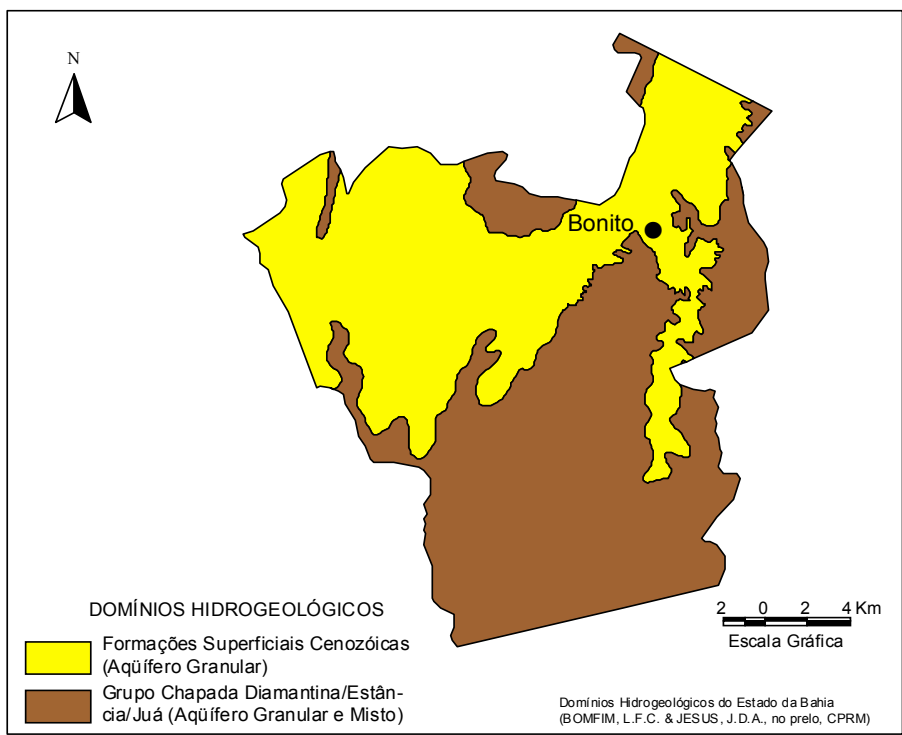 N
Bonito
DOMÍNIOS HIDROGEOLÓGICOS
Formações Superficiais Cenozóicas
(Aqüífero Granular)
Grupo Chapada Diamantina/Estân-
cia/Juá (Aqüífero Granular e Misto)
2 0 2 4 Km
Escala Gráfica
Domínios Hidrogeológicos do Estado da Bahia
(BOMFIM, L.F.C. & JESUS, J.D.A., no prelo, CPRM)